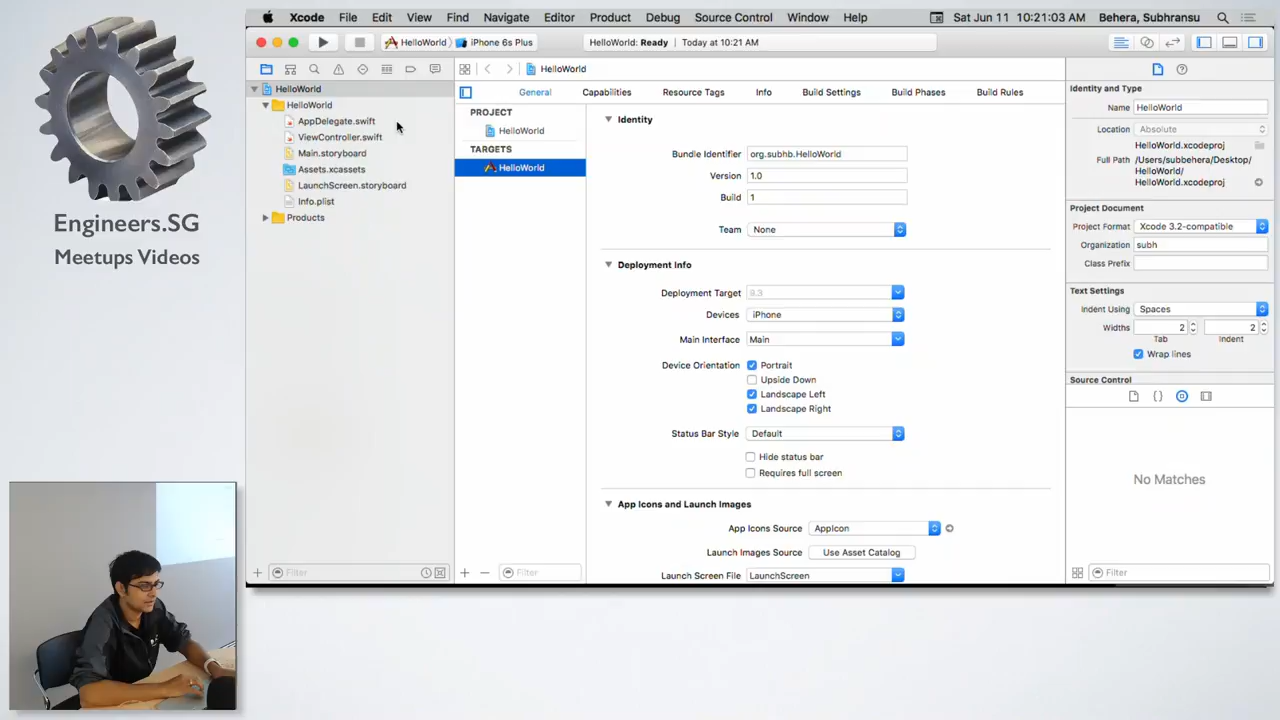 Xcode File Edit View Find Navigate Editor Product Debug Source Control Window Help Sat Jun 11 10:21:03 AM Behera, Subhransu
HelloWorld iPhone 6s Plus HelloWorld: Ready Today at 10:21 AM
HelloWorld
HelloWorld
HelloWorld
AppDelegate.swift
ViewController.swift
Main.storyboard
Assets.xcassets
LaunchScreen.storyboard
Info.plist
Products
Filter
General Capabilities Resource Tags Info Build Settings Build Phases Build Rules
PROJECT
HelloWorld
TARGETS
HelloWorld
Filter
Identity
Bundle Identifier org.subhb.HelloWorld
Version 1.0
Build 1
Team None
Deployment Info
Deployment Target 9.3
Devices iPhone
Main Interface Main
Device Orientation Portrait
Upside Down
Landscape Left
Landscape Right
Status Bar Style Default
Hide status bar
Requires full screen
App Icons and Launch Images
App Icons Source AppIcon
Launch Images Source Use Asset Catalog
Launch Screen File LaunchScreen
Identity and Type
Name HelloWorld
Location Absolute
HelloWorld.xcodeproj
Full Path /Users/subbehera/Desktop/
HelloWorld/
HelloWorld.xcodeproj
Project Document
Project Format Xcode 3.2-compatible
Organization subh
Class Prefix
Text Settings
Indent Using Spaces
Widths 2 2
Tab Indent
Wrap lines
Source Control
No Matches
Filter
Engineers.SG
Meetups Videos